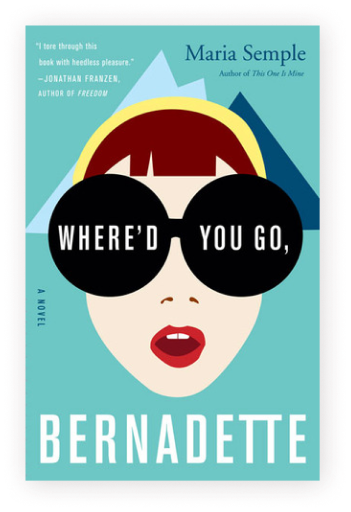 "I tore through this
book with heedless pleasure."
—JONATHAN FRANZEN,
AUTHOR OF FREEDOM
Maria Semple
Author of This One Is Mine
WHERE'D YOU GO,
A NOVEL
BERNADETTE